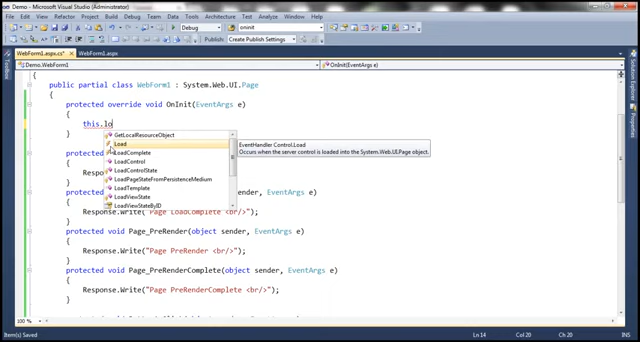 Demo - Microsoft Visual Studio (Administrator)
File Edit View Refactor Project Build Debug Team Data Tools Architecture Test Analyze Window Help
Debug oninit
Publish: Create Publish Settings
WebForm1.aspx.cs* WebForm1.aspx
Demo.WebForm1 OnInit(EventArgs e)
{
public partial class WebForm1 : System.Web.UI.Page
{
protected override void OnInit(EventArgs e)
{
this.lo
GetLocalResourceObject
Load EventHandler Control.Load
LoadComplete Occurs when the server control is loaded into the System.Web.UI.Page object.
LoadControl
LoadControlState
LoadPageStateFromPersistenceMedium
LoadTemplate
LoadViewState
LoadViewStateByID
}
protected
{
Res
}
protected sender, EventArgs e)
{
Response.Write("Page LoadComplete <br/>");
}
protected void Page_PreRender(object sender, EventArgs e)
{
Response.Write("Page PreRender <br/>");
}
protected void Page_PreRenderComplete(object sender, EventArgs e)
{
Response.Write("Page PreRenderComplete <br/>");
}
100 %
Item(s) Saved Ln 14 Col 20 Ch 20 INS
Toolbox
Solution Explorer
Properties